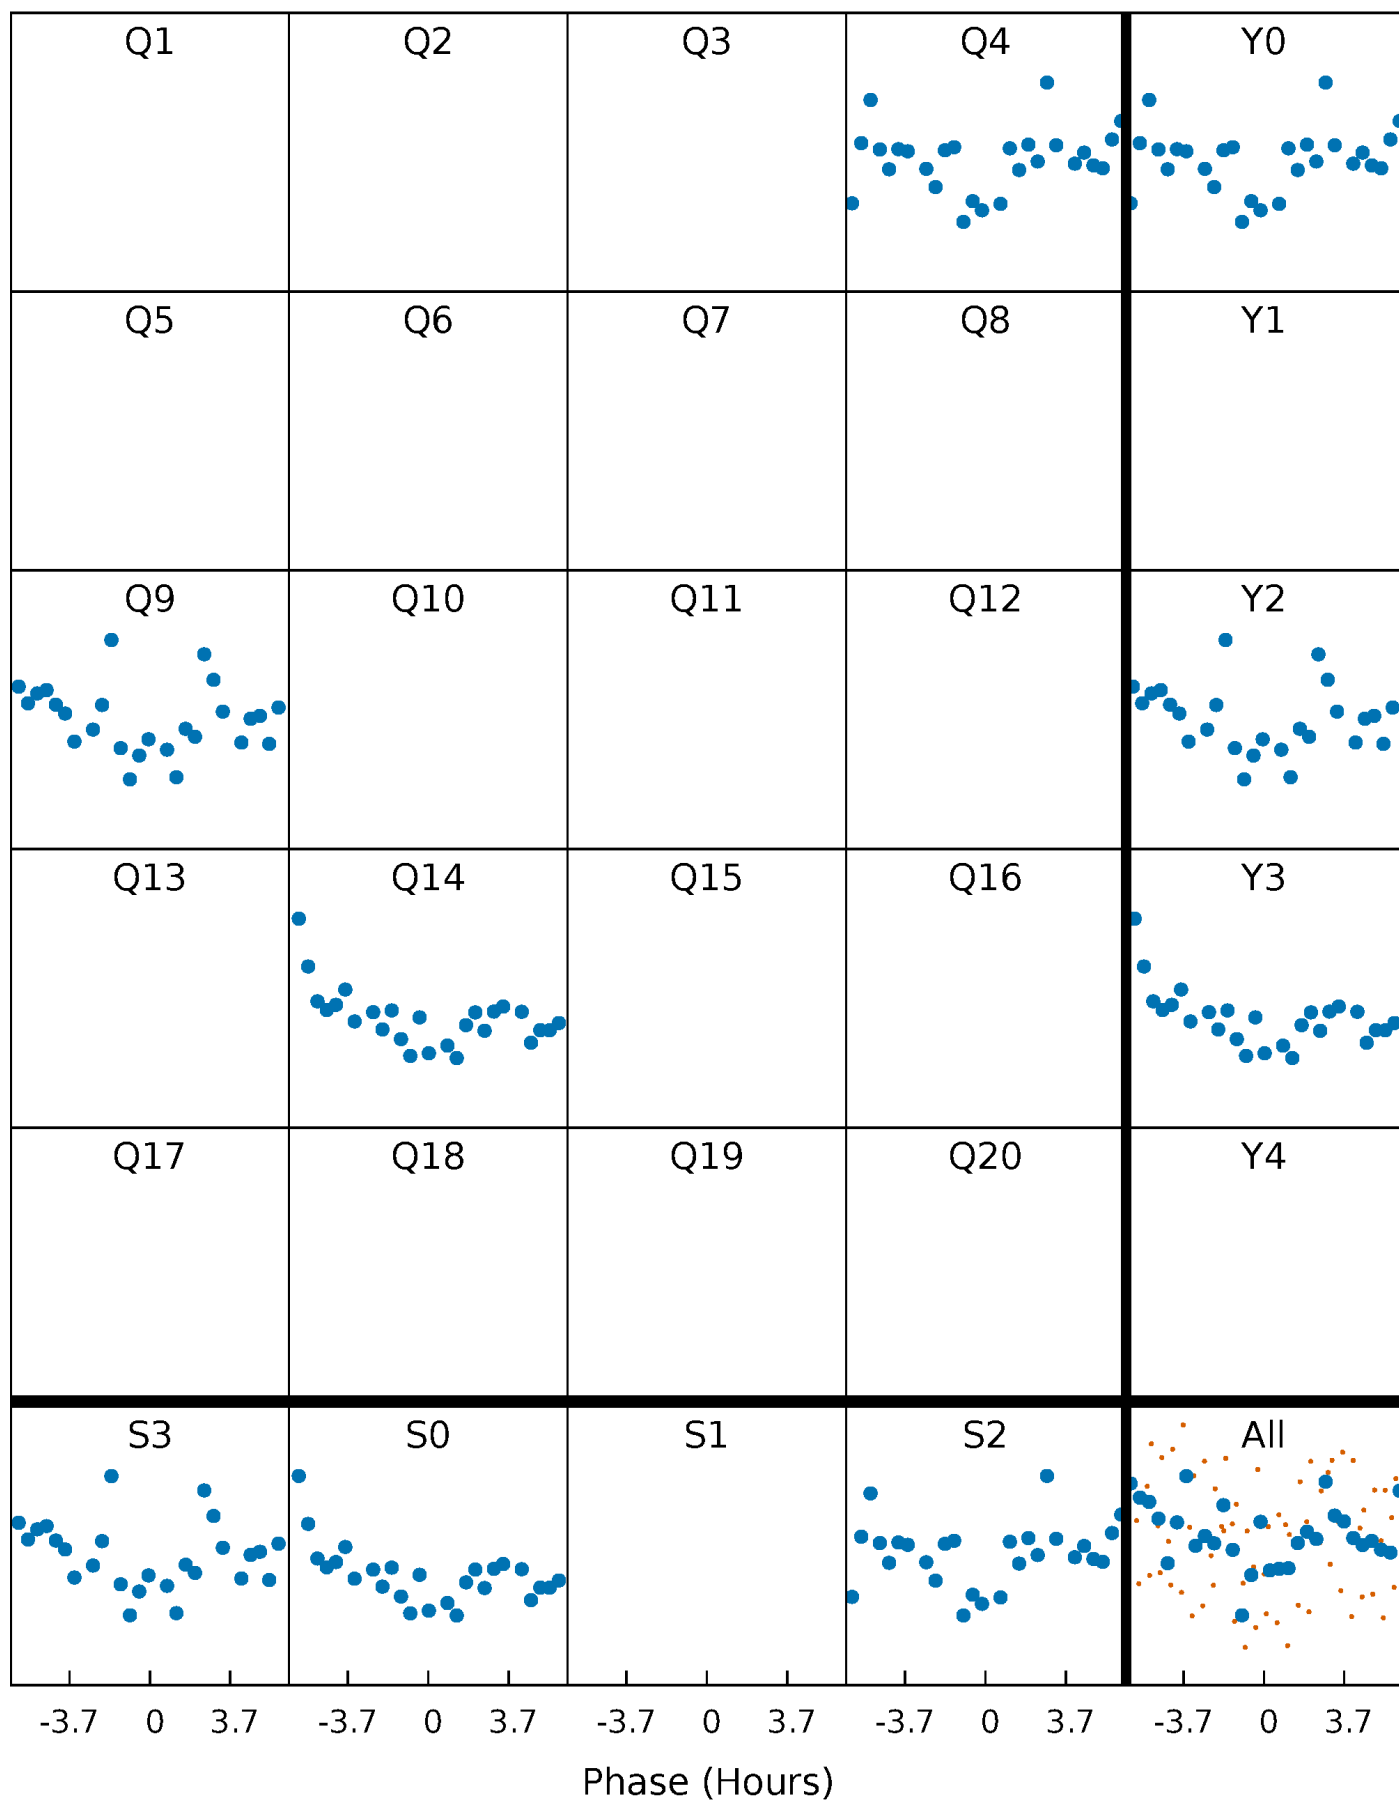 Q1 Q2 Q3 Q4 Y0
Q5 Q6 Q7 Q8 Y1
Q9 Q10 Q11 Q12 Y2
Q13 Q14 Q15 Q16 Y3
Q17 Q18 Q19 Q20 Y4
S3 S0 S1 S2 All
-3.7 0 3.7 -3.7 0 3.7 -3.7 0 3.7 -3.7 0 3.7 -3.7 0 3.7
Phase (Hours)